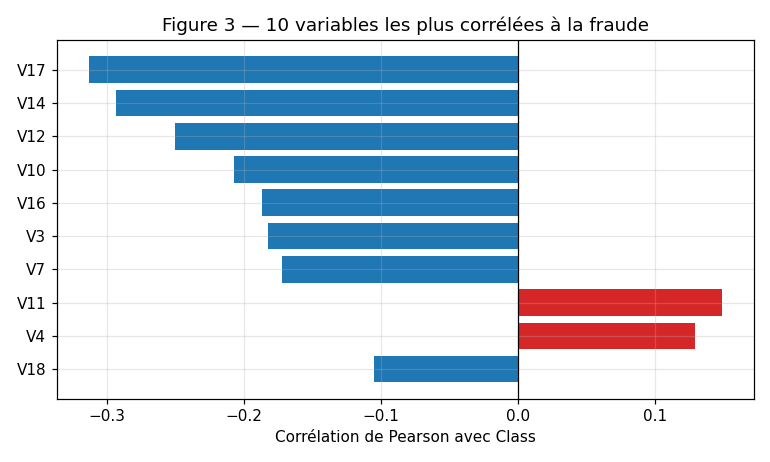 Figure 3 — 10 variables les plus corrélées à la fraude
V17
V14
V12
V10
V16
V3
V7
V11
V4
V18
−0.3 −0.2 −0.1 0.0 0.1
Corrélation de Pearson avec Class